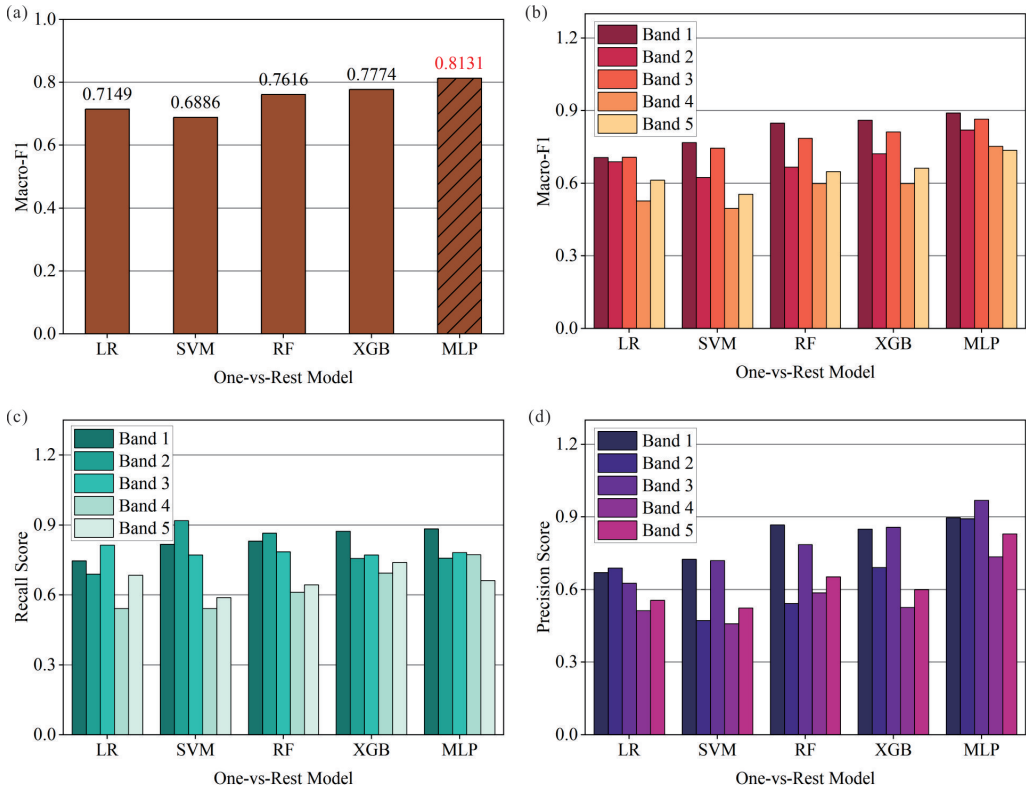 (a)
1.0
0.8
0.6
0.4
0.2
0.0
Macro-F1
0.7149
0.6886
0.7616
0.7774
0.8131
LR SVM RF XGB MLP
One-vs-Rest Model
(b)
1.2
0.9
0.6
0.3
0.0
Macro-F1
Band 1
Band 2
Band 3
Band 4
Band 5
LR SVM RF XGB MLP
One-vs-Rest Model
(c)
1.2
0.9
0.6
0.3
0.0
Recall Score
Band 1
Band 2
Band 3
Band 4
Band 5
LR SVM RF XGB MLP
One-vs-Rest Model
(d)
1.2
0.9
0.6
0.3
0.0
Precision Score
Band 1
Band 2
Band 3
Band 4
Band 5
LR SVM RF XGB MLP
One-vs-Rest Model